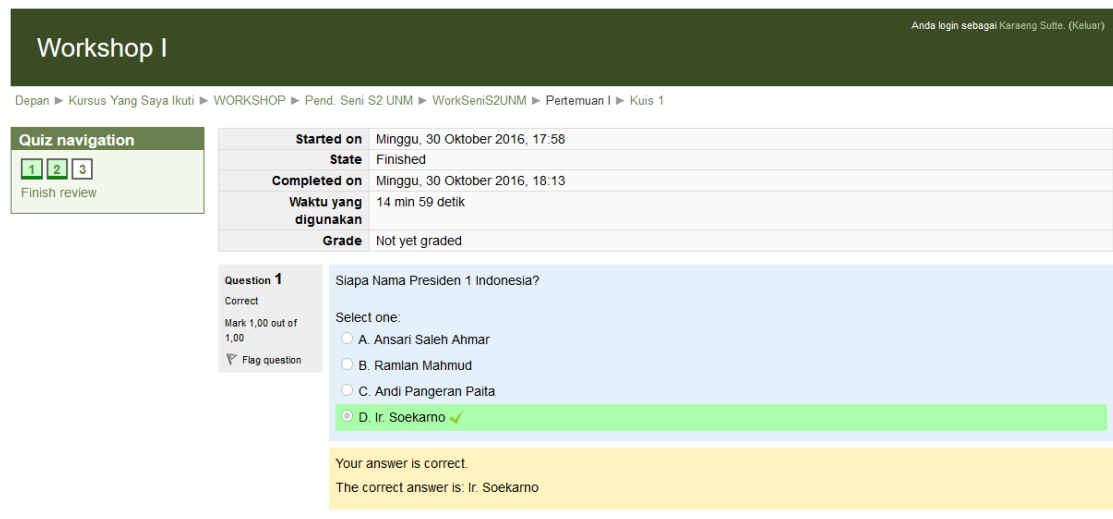 Anda login sebagai Karaeng Sutte. (Keluar)
Workshop I
Depan ► Kursus Yang Saya Ikuti ► WORKSHOP ► Pend. Seni S2 UNM ► WorkSeniS2UNM ► Pertemuan I ► Kuis 1
Quiz navigation
1 2 3
Finish review
Started on Minggu, 30 Oktober 2016, 17:58
State Finished
Completed on Minggu, 30 Oktober 2016, 18:13
Waktu yang 14 min 59 detik
digunakan
Grade Not yet graded
Question 1
Correct
Mark 1,00 out of
1,00
Flag question
Siapa Nama Presiden 1 Indonesia?
Select one:
A. Ansari Saleh Ahmar
B. Ramlan Mahmud
C. Andi Pangeran Paita
D. Ir. Soekarno
Your answer is correct.
The correct answer is: Ir. Soekarno